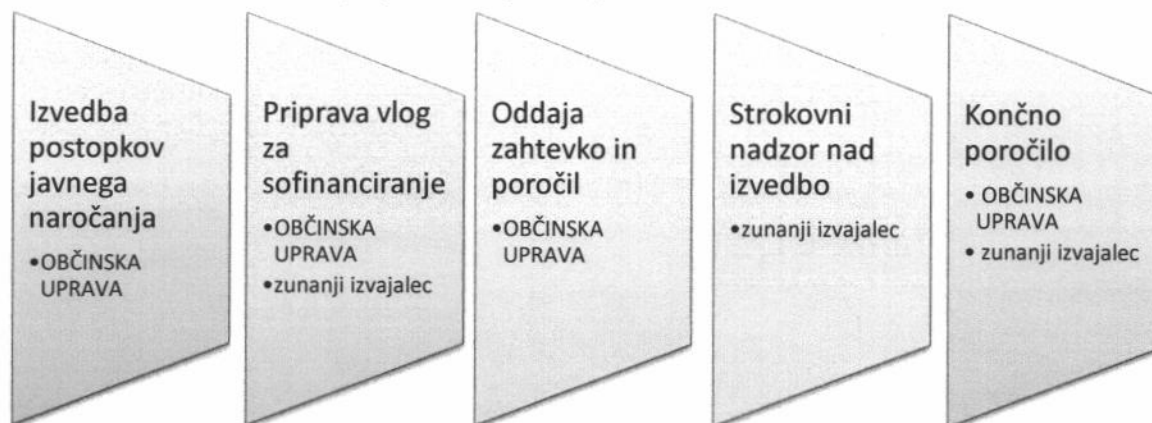 Izvedba
postopkov
javnega
naročanja
•OBČINSKA
UPRAVA
Priprava vlog
za
sofinanciranje
•OBČINSKA
UPRAVA
•zunanji izvajalec
Oddaja
zahtevko in
poročil
•OBČINSKA
UPRAVA
Strokovni
nadzor nad
izvedbo
•zunanji izvajalec
Končno
poročilo
• OBČINSKA
UPRAVA
• zunanji izvajalec